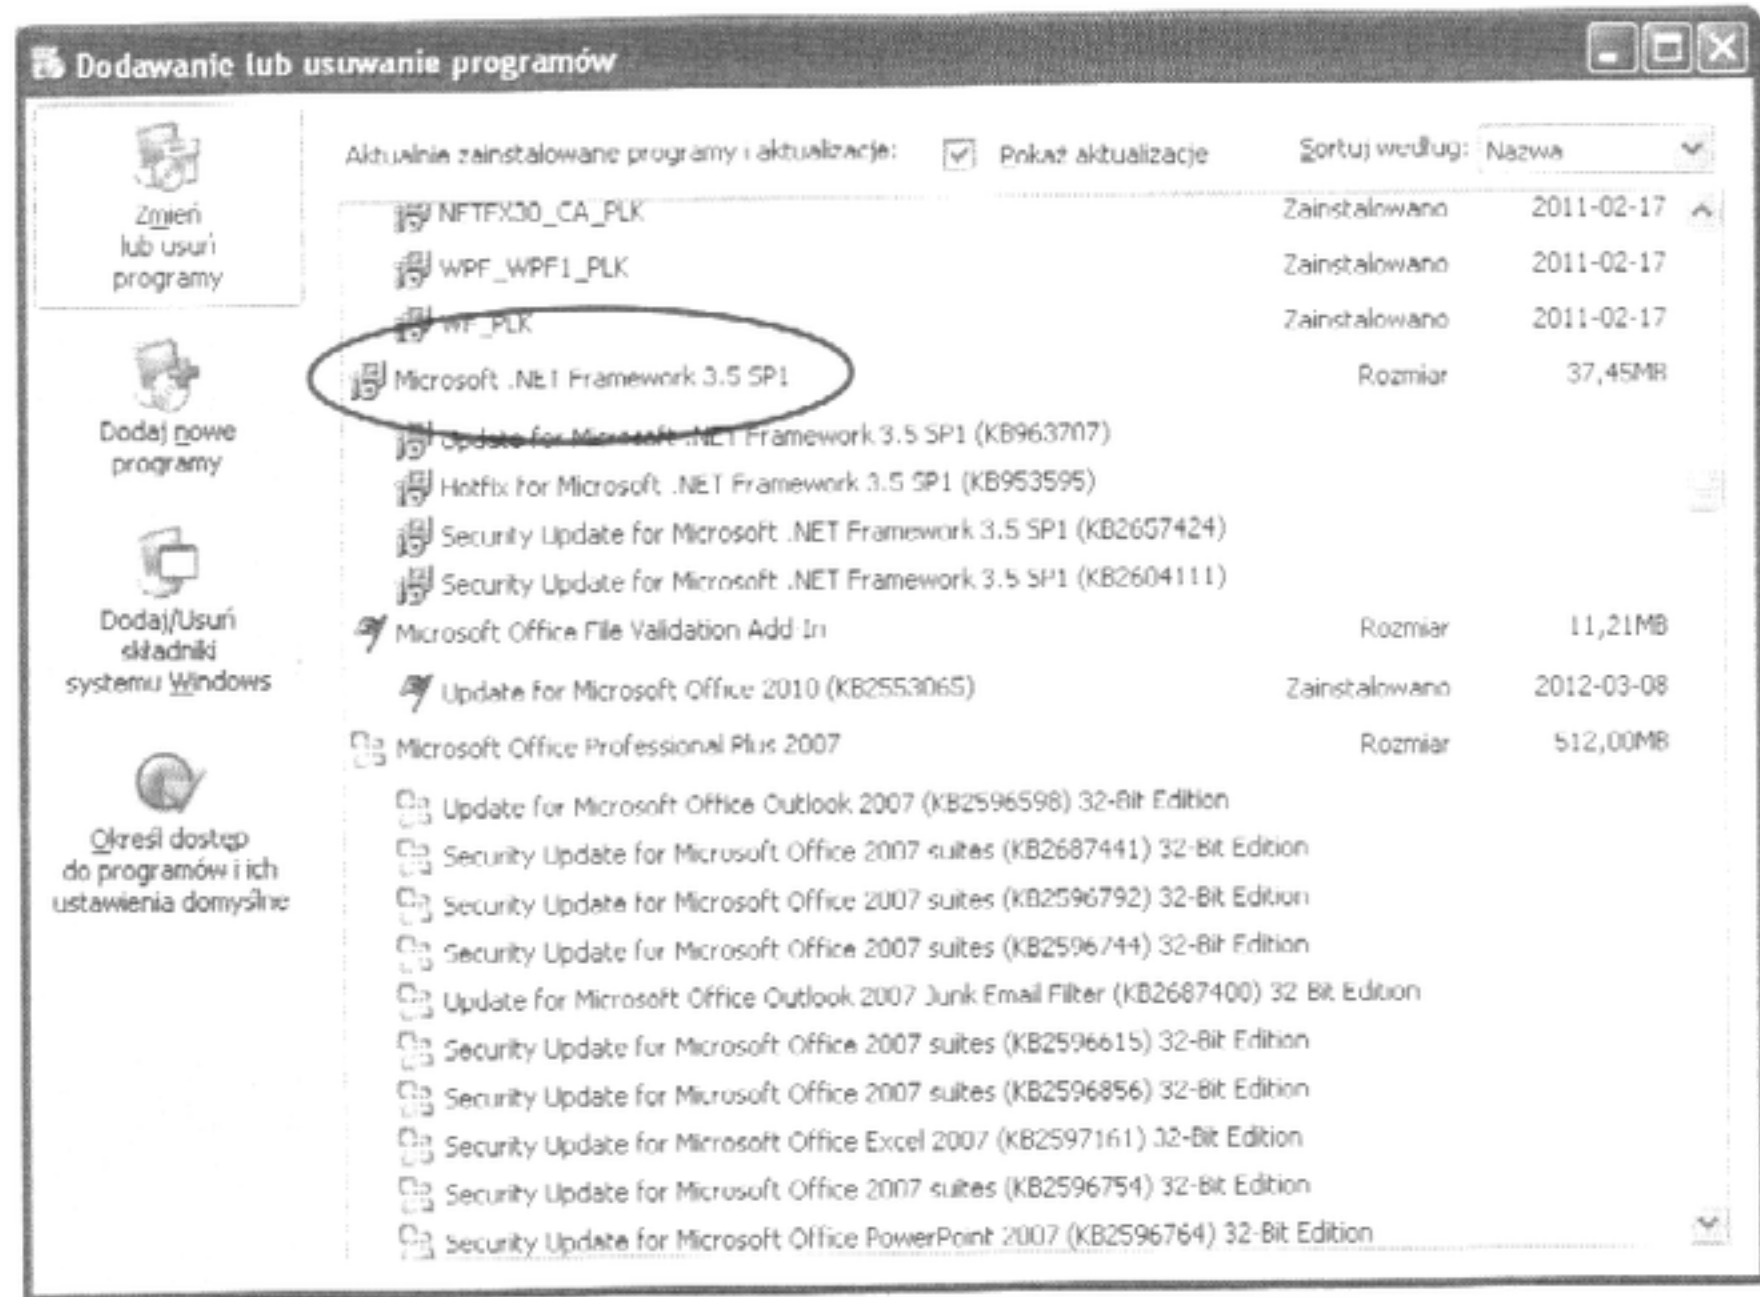 Dodawanie lub usuwanie programów
Zmień
lub usuń
programy
Dodaj nowe
programy
Dodaj/Usuń
składniki
systemu Windows
Określ dostęp
do programów i ich
ustawienia domyślne
Aktualnie zainstalowane programy i aktualizacje: Pokaż aktualizacje Sortuj według: Nazwa
NETFX30_CA_PLK Zainstalowano 2011-02-17
WPF_WPF1_PLK Zainstalowano 2011-02-17
WF_PLK Zainstalowano 2011-02-17
Microsoft .NET Framework 3.5 SP1 Rozmiar 37,45MB
Update for Microsoft .NET Framework 3.5 SP1 (KB963707)
Hotfix for Microsoft .NET Framework 3.5 SP1 (KB953595)
Security Update for Microsoft .NET Framework 3.5 SP1 (KB2657424)
Security Update for Microsoft .NET Framework 3.5 SP1 (KB2604111)
Microsoft Office File Validation Add-In Rozmiar 11,21MB
Update for Microsoft Office 2010 (KB2553065) Zainstalowano 2012-03-08
Microsoft Office Professional Plus 2007 Rozmiar 512,00MB
Update for Microsoft Office Outlook 2007 (KB2596598) 32-Bit Edition
Security Update for Microsoft Office 2007 suites (KB2687441) 32-Bit Edition
Security Update for Microsoft Office 2007 suites (KB2596792) 32-Bit Edition
Security Update for Microsoft Office 2007 suites (KB2596744) 32-Bit Edition
Update for Microsoft Office Outlook 2007 Junk Email Filter (KB2687400) 32-Bit Edition
Security Update for Microsoft Office 2007 suites (KB2596615) 32-Bit Edition
Security Update for Microsoft Office 2007 suites (KB2596856) 32-Bit Edition
Security Update for Microsoft Office Excel 2007 (KB2597161) 32-Bit Edition
Security Update for Microsoft Office 2007 suites (KB2596754) 32-Bit Edition
Security Update for Microsoft Office PowerPoint 2007 (KB2596764) 32-Bit Edition